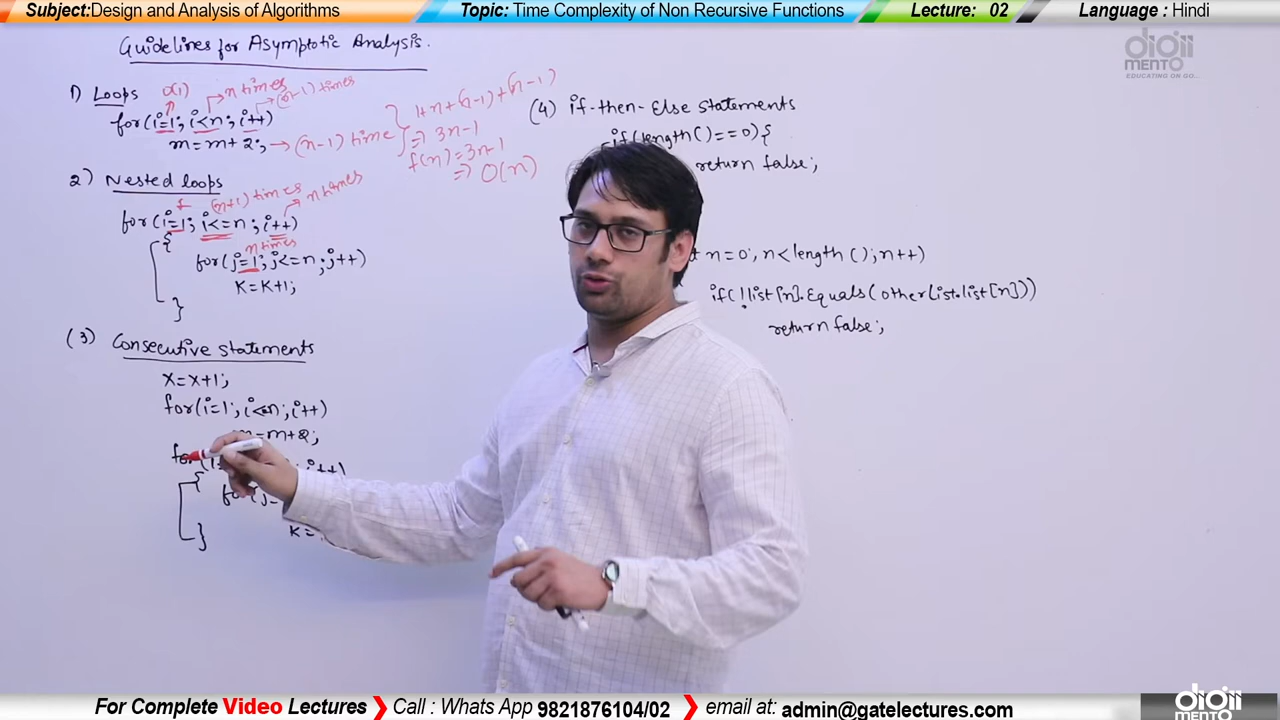 Subject:Design and Analysis of Algorithms
Topic: Time Complexity of Non Recursive Functions
Lecture: 02
Language : Hindi
digii
MENTO
EDUCATING ON GO...
Guidelines for Asymptotic Analysis.
1) Loops
O(1)
n times
(n-1) times
for(i=1; i<n; i++)
m=m+2; → (n-1) time
1+n+(n-1)+(n-1)
⇒ 3n-1
f(n)=3n-1
⇒ O(n)
2) Nested loops
(n+1) times
n times
for(i=1; i<=n; i++)
{
n times
for(j=1; j<=n; j++)
K=K+1;
}
(3) Consecutive statements
X=X+1;
for(i=1; i<=n; i++)
m=m+2;
for(
i++)
{
for(j=
K=
}
(4) if-then-Else statements
if(length()==0){
return false;
n=0; n<length(); n++)
if(!list[n].Equals(otherlist.list[n]))
return false;
For Complete Video Lectures
Call : Whats App 9821876104/02
email at: admin@gatelectures.com
digii
MENTO